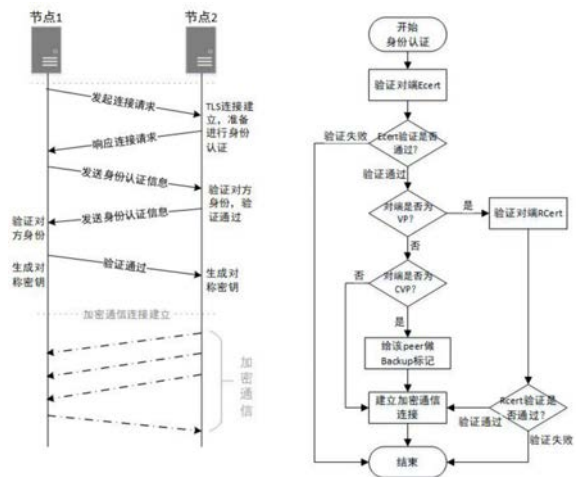 节点1
节点2
发起连接请求
TLS连接建
立，准备
进行身份
认证
响应连接请求
发送身份认证信息
验证对方
身份，验
证通过
发送身份认证信息
验证对
方身份
验证通过
生成对
称密钥
生成对
称密钥
加密通信连接建立
加密通信
开始
身份认证
验证对端Ecert
验证失败
Ecert验证是否
通过?
验证通过
对端是否为
VP?
是
验证对端RCert
否
否
对端是否为
CVP?
是
给该peer做
Backup标记
建立加密通信
连接
Rcert验证是
否通过?
验证通过
验证失败
结束